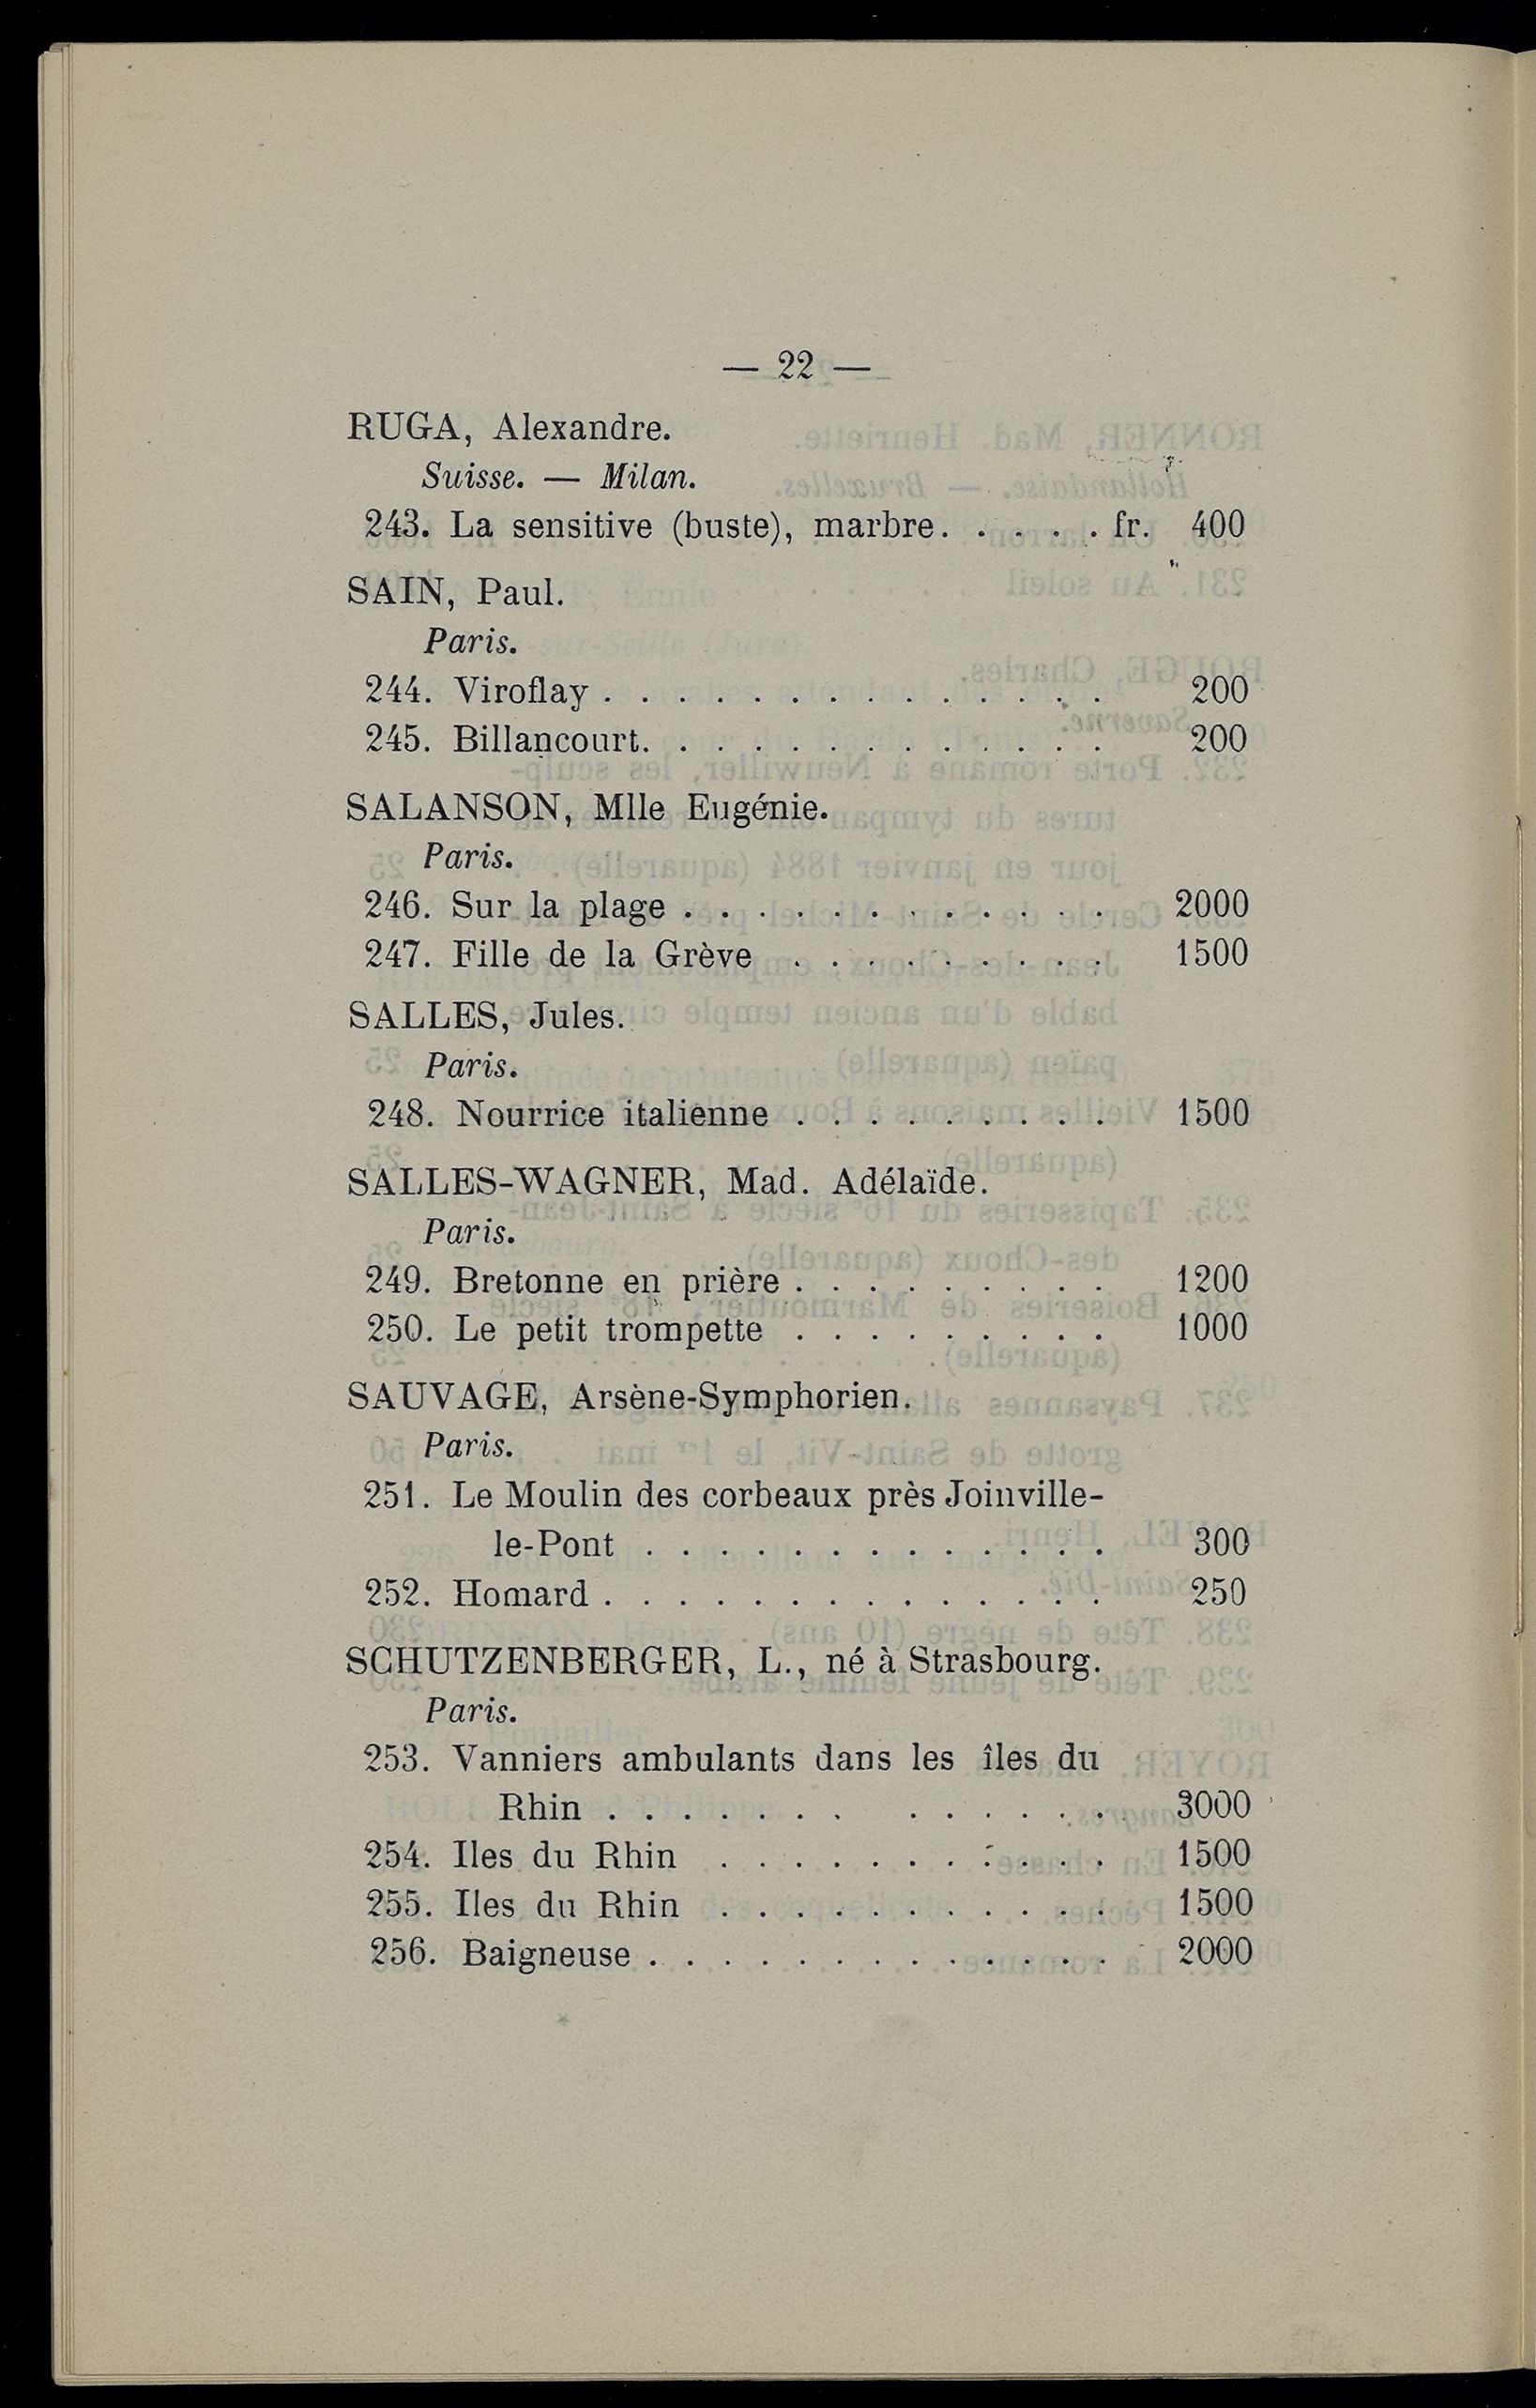 — 22 —
RUGA, Alexandre.
Suisse. — Milan.
243. La sensitive (buste), marbre. . . . . fr. 400
SAIN, Paul.
Paris.
244. Viroflay . . . . . . . . . . . . . . 200
245. Billancourt. . . . . . . . . . . . . 200
SALANSON, Mlle Eugénie.
Paris.
246. Sur la plage . . . . . . . . . . . . 2000
247. Fille de la Grève . . . . . . . . . 1500
SALLES, Jules.
Paris.
248. Nourrice italienne . . . . . . . . . 1500
SALLES-WAGNER, Mad. Adélaïde.
Paris.
249. Bretonne en prière . . . . . . . . . 1200
250. Le petit trompette . . . . . . . . . 1000
SAUVAGE, Arsène-Symphorien.
Paris.
251. Le Moulin des corbeaux près Joinville-
le-Pont . . . . . . . . . . . . . 300
252. Homard . . . . . . . . . . . . . . 250
SCHUTZENBERGER, L., né à Strasbourg.
Paris.
253. Vanniers ambulants dans les îles du
Rhin . . . . . . . . . . . . . 3000
254. Iles du Rhin . . . . . . . . . . . 1500
255. Iles du Rhin . . . . . . . . . . . 1500
256. Baigneuse . . . . . . . . . . . . . 2000